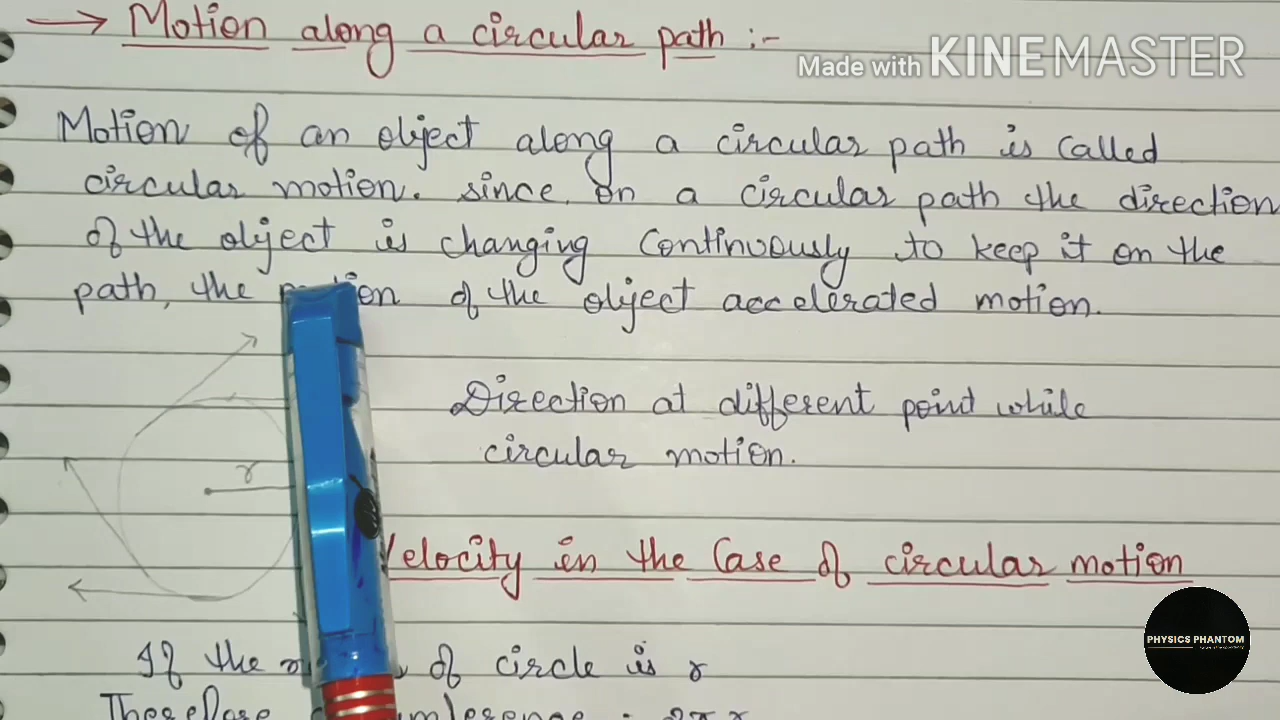 → Motion along a circular path :-
Made with KINEMASTER
Motion of an object along a circular path is called
circular motion. since on a circular path the direction
of the object is changing continuously to keep it on the
path, the motion of the object accelerated motion.
Direction at different point while
circular motion.
r
Velocity in the Case of circular motion
PHYSICS PHANTOM
If the of circle is r
Therefore